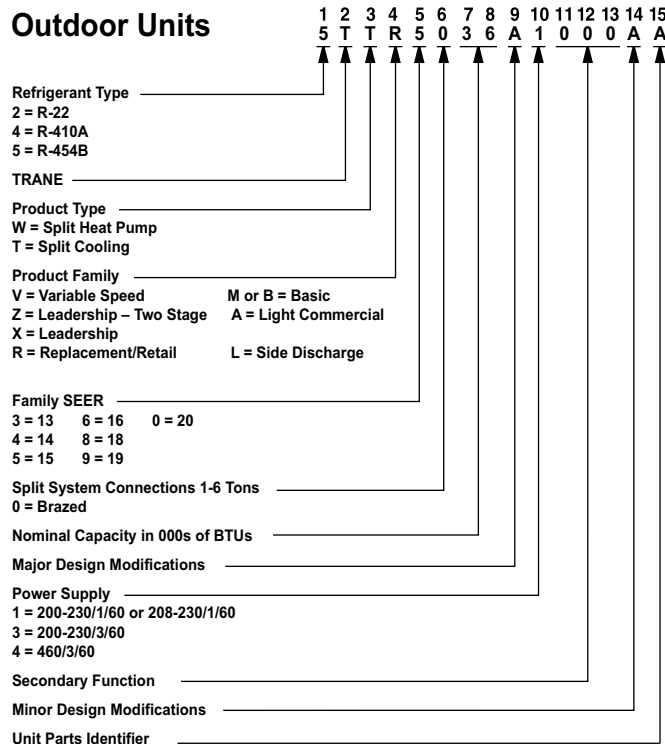 Outdoor Units
1 2 3 4 5 6 7 8 9 10 11 12 13 14 15
5 T T R 5 0 3 6 A 1 0 0 0 A A
Refrigerant Type
2 = R-22
4 = R-410A
5 = R-454B
TRANE
Product Type
W = Split Heat Pump
T = Split Cooling
Product Family
V = Variable Speed M or B = Basic
Z = Leadership – Two Stage A = Light Commercial
X = Leadership
R = Replacement/Retail L = Side Discharge
Family SEER
3 = 13 6 = 16 0 = 20
4 = 14 8 = 18
5 = 15 9 = 19
Split System Connections 1-6 Tons
0 = Brazed
Nominal Capacity in 000s of BTUs
Major Design Modifications
Power Supply
1 = 200-230/1/60 or 208-230/1/60
3 = 200-230/3/60
4 = 460/3/60
Secondary Function
Minor Design Modifications
Unit Parts Identifier